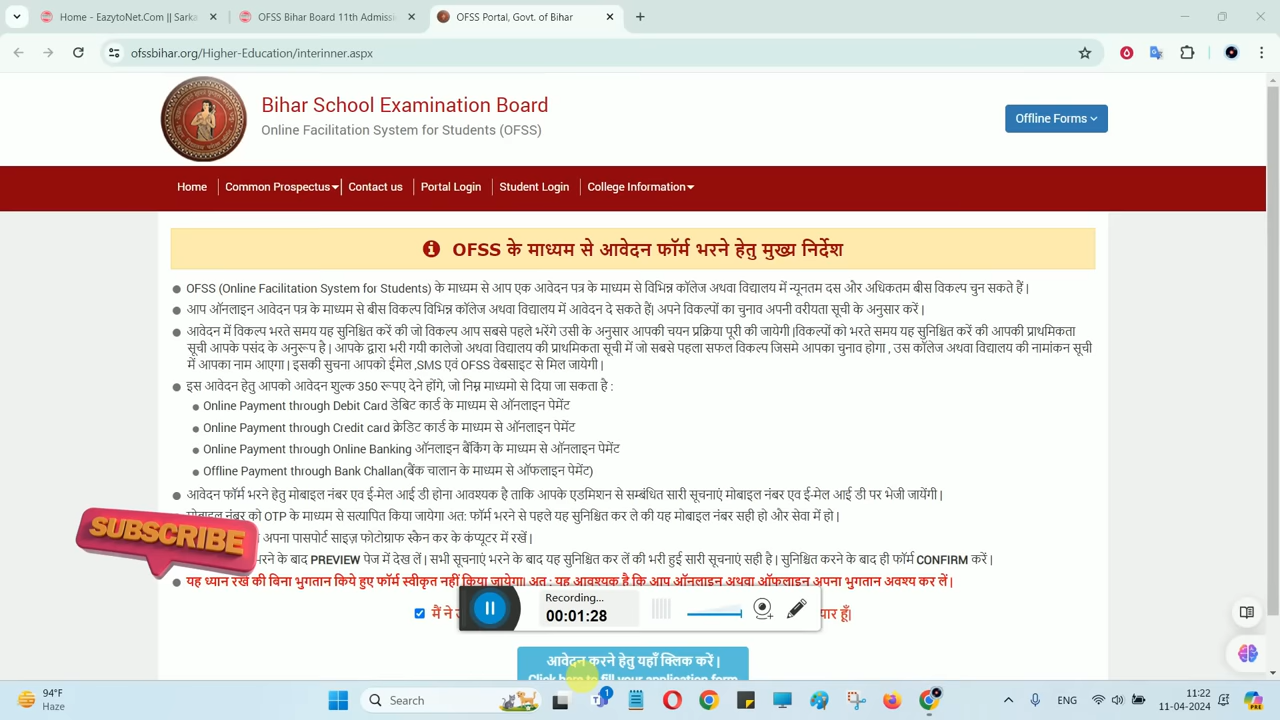 Home - EazytoNet.Com || Sarka
OFSS Bihar Board 11th Admiss
OFSS Portal, Govt. of Bihar
ofssbihar.org/Higher-Education/interinner.aspx
Bihar School Examination Board
Online Facilitation System for Students (OFSS)
Offline Forms
Home
Common Prospectus
Contact us
Portal Login
Student Login
College Information
OFSS के माध्यम से आवेदन फॉर्म भरने हेतु मुख्य निर्देश
OFSS (Online Facilitation System for Students) के माध्यम से आप एक आवेदन पत्र के माध्यम से विभिन्न कॉलेज अथवा विद्यालय में न्यूनतम दस और अधिकतम बीस विकल्प चुन सकते हैं |
आप ऑनलाइन आवेदन पत्र के माध्यम से बीस विकल्प विभिन्न कॉलेज अथवा विद्यालय में आवेदन दे सकते हैं| अपने विकल्पों का चुनाव अपनी वरीयता सूची के अनुसार करें |
आवेदन में विकल्प भरते समय यह सुनिश्चित करें की जो विकल्प आप सबसे पहले भरेंगे उसी के अनुसार आपकी चयन प्रक्रिया पूरी की जायेगी |विकल्पों को भरते समय यह सुनिश्चित करें की आपकी प्राथमिकता
सूची आपके पसंद के अनुरूप है | आपके द्वारा भरी गयी कालेजो अथवा विद्यालय की प्राथमिकता सूची में जो सबसे पहला सफल विकल्प जिसमे आपका चुनाव होगा , उस कॉलेज अथवा विद्यालय की नामांकन सूची
में आपका नाम आएगा | इसकी सुचना आपको ईमेल ,SMS एवं OFSS वेबसाइट से मिल जायेगी |
इस आवेदन हेतु आपको आवेदन शुल्क 350 रूपए देने होंगे, जो निम्न माध्यमो से दिया जा सकता है :
Online Payment through Debit Card डेबिट कार्ड के माध्यम से ऑनलाइन पेमेंट
Online Payment through Credit card क्रेडिट कार्ड के माध्यम से ऑनलाइन पेमेंट
Online Payment through Online Banking ऑनलाइन बैंकिंग के माध्यम से ऑनलाइन पेमेंट
Offline Payment through Bank Challan(बैंक चालान के माध्यम से ऑफलाइन पेमेंट)
आवेदन फॉर्म भरने हेतु मोबाइल नंबर एव ई-मेल आई डी होना आवश्यक है ताकि आपके एडमिशन से सम्बंधित सारी सूचनाएं मोबाइल नंबर एव ई-मेल आई डी पर भेजी जायेंगी |
मोबाइल नंबर को OTP के माध्यम से सत्यापित किया जायेगा अत: फॉर्म भरने से पहले यह सुनिश्चित कर ले की यह मोबाइल नंबर सही हो और सेवा में हो |
अपना पासपोर्ट साइज़ फोटोग्राफ स्कैन कर के कंप्यूटर में रखें |
भरने के बाद PREVIEW पेज में देख लें | सभी सूचनाएं भरने के बाद यह सुनिश्चित कर लें की भरी हुई सारी सूचनाएं सही है | सुनिश्चित करने के बाद ही फॉर्म CONFIRM करें |
SUBSCRIBE
यह ध्यान रखें की बिना भुगतान किये हुए फॉर्म स्वीकृत नहीं किया जायेगा| अत : यह आवश्यक है कि आप ऑनलाइन अथवा ऑफलाइन अपना भुगतान अवश्य कर लें|
Recording...
00:01:28
मैं ने
हूँ|
आवेदन करने हेतु यहाँ क्लिक करें |
Click here to fill your application form
94°F
Haze
Search
1
ENG
11:22
11-04-2024